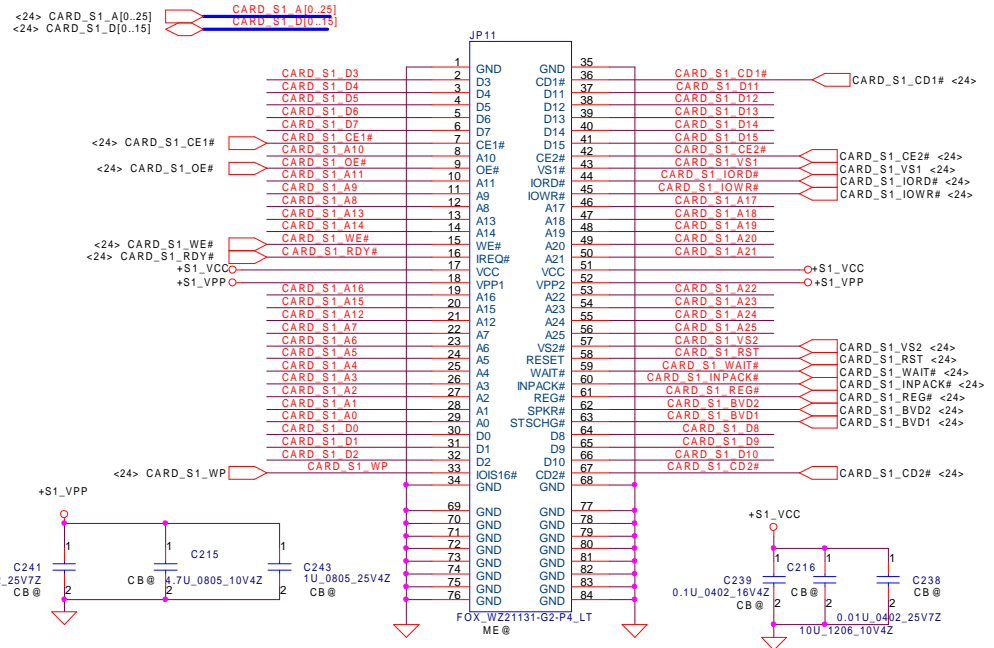 <24> CARD_S1_A[0..25] CARD_S1_A[0..25]
<24> CARD_S1_D[0..15] CARD_S1_D[0..15]
JP11
1 GND GND 35
CARD_S1_D3 2 D3 CD1# 36 CARD_S1_CD1# CARD_S1_CD1# <24>
CARD_S1_D4 3 D4 D11 37 CARD_S1_D11
CARD_S1_D5 4 D5 D12 38 CARD_S1_D12
CARD_S1_D6 5 D6 D13 39 CARD_S1_D13
CARD_S1_D7 6 D7 D14 40 CARD_S1_D14
<24> CARD_S1_CE1# CARD_S1_CE1# 7 CE1# D15 41 CARD_S1_D15
CARD_S1_A10 8 A10 CE2# 42 CARD_S1_CE2# CARD_S1_CE2# <24>
<24> CARD_S1_OE# CARD_S1_OE# 9 OE# VS1# 43 CARD_S1_VS1 CARD_S1_VS1 <24>
CARD_S1_A11 10 A11 IORD# 44 CARD_S1_IORD# CARD_S1_IORD# <24>
CARD_S1_A9 11 A9 IOWR# 45 CARD_S1_IOWR# CARD_S1_IOWR# <24>
CARD_S1_A8 12 A8 A17 46 CARD_S1_A17
CARD_S1_A13 13 A13 A18 47 CARD_S1_A18
CARD_S1_A14 14 A14 A19 48 CARD_S1_A19
<24> CARD_S1_WE# CARD_S1_WE# 15 WE# A20 49 CARD_S1_A20
<24> CARD_S1_RDY# CARD_S1_RDY# 16 IREQ# A21 50 CARD_S1_A21
+S1_VCC 17 VCC VCC 51 +S1_VCC
+S1_VPP 18 VPP1 VPP2 52 +S1_VPP
CARD_S1_A16 19 A16 A22 53 CARD_S1_A22
CARD_S1_A15 20 A15 A23 54 CARD_S1_A23
CARD_S1_A12 21 A12 A24 55 CARD_S1_A24
CARD_S1_A7 22 A7 A25 56 CARD_S1_A25
CARD_S1_A6 23 A6 VS2# 57 CARD_S1_VS2 CARD_S1_VS2 <24>
CARD_S1_A5 24 A5 RESET 58 CARD_S1_RST CARD_S1_RST <24>
CARD_S1_A4 25 A4 WAIT# 59 CARD_S1_WAIT# CARD_S1_WAIT# <24>
CARD_S1_A3 26 A3 INPACK# 60 CARD_S1_INPACK# CARD_S1_INPACK# <24>
CARD_S1_A2 27 A2 REG# 61 CARD_S1_REG# CARD_S1_REG# <24>
CARD_S1_A1 28 A1 SPKR# 62 CARD_S1_BVD2 CARD_S1_BVD2 <24>
CARD_S1_A0 29 A0 STSCHG# 63 CARD_S1_BVD1 CARD_S1_BVD1 <24>
CARD_S1_D0 30 D0 D8 64 CARD_S1_D8
CARD_S1_D1 31 D1 D9 65 CARD_S1_D9
CARD_S1_D2 32 D2 D10 66 CARD_S1_D10
<24> CARD_S1_WP CARD_S1_WP 33 IOIS16# CD2# 67 CARD_S1_CD2# CARD_S1_CD2# <24>
34 GND GND 68
69 GND GND 77
70 GND GND 78
71 GND GND 79
72 GND GND 80
73 GND GND 81
74 GND GND 82
75 GND GND 83
76 GND GND 84
FOX_WZ21131-G2-P4_LT
ME@
+S1_VPP
1 1 1
C241 C215 C243
_25V7Z 4.7U_0805_10V4Z 1U_0805_25V4Z
CB@ CB@ CB@
2 2 2
+S1_VCC
1 1 1
C239 C216 C238
0.1U_0402_16V4Z
CB@ CB@
2 2 2
0.01U_0402_25V7Z
10U_1206_10V4Z